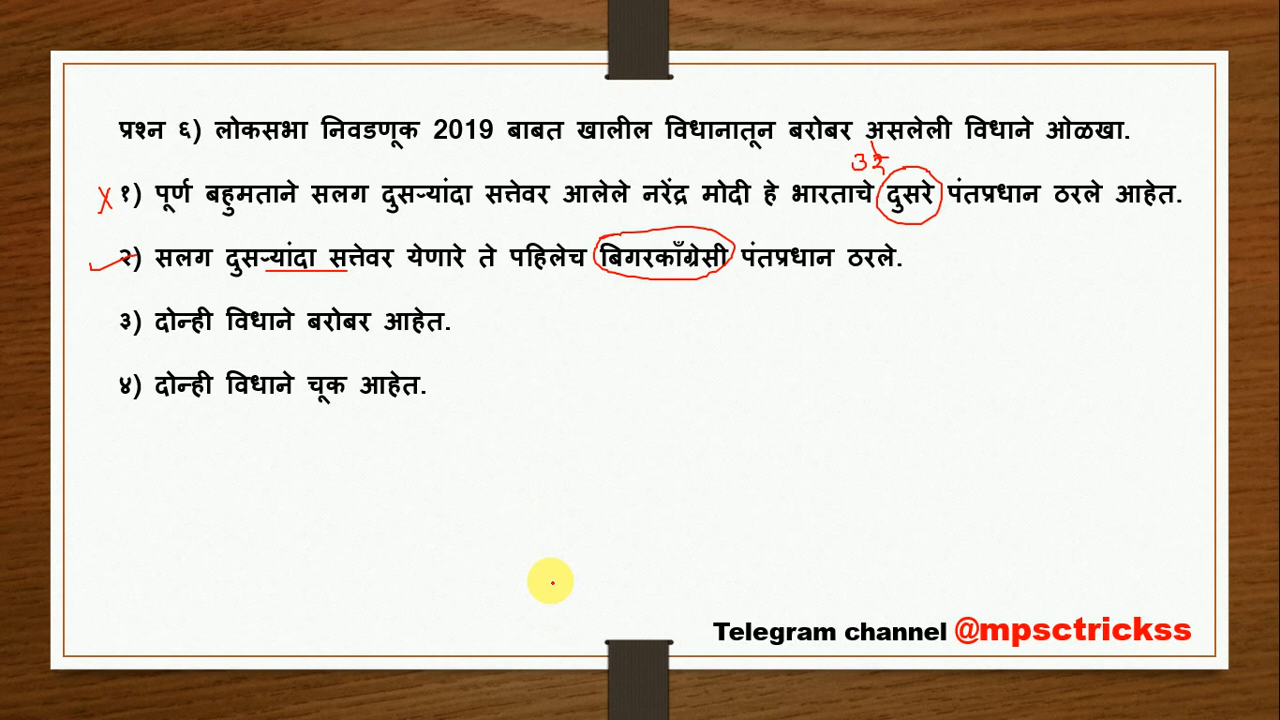 प्रश्न ६) लोकसभा निवडणूक 2019 बाबत खालील विधानातून बरोबर असलेली विधाने ओळखा.
१) पूर्ण बहुमताने सलग दुसऱ्यांदा सत्तेवर आलेले नरेंद्र मोदी हे भारताचे दुसरे पंतप्रधान ठरले आहेत.
२) सलग दुसऱ्यांदा सत्तेवर येणारे ते पहिलेच बिगरकाँग्रेसी पंतप्रधान ठरले.
३) दोन्ही विधाने बरोबर आहेत.
४) दोन्ही विधाने चूक आहेत.
Telegram channel @mpsctrickss